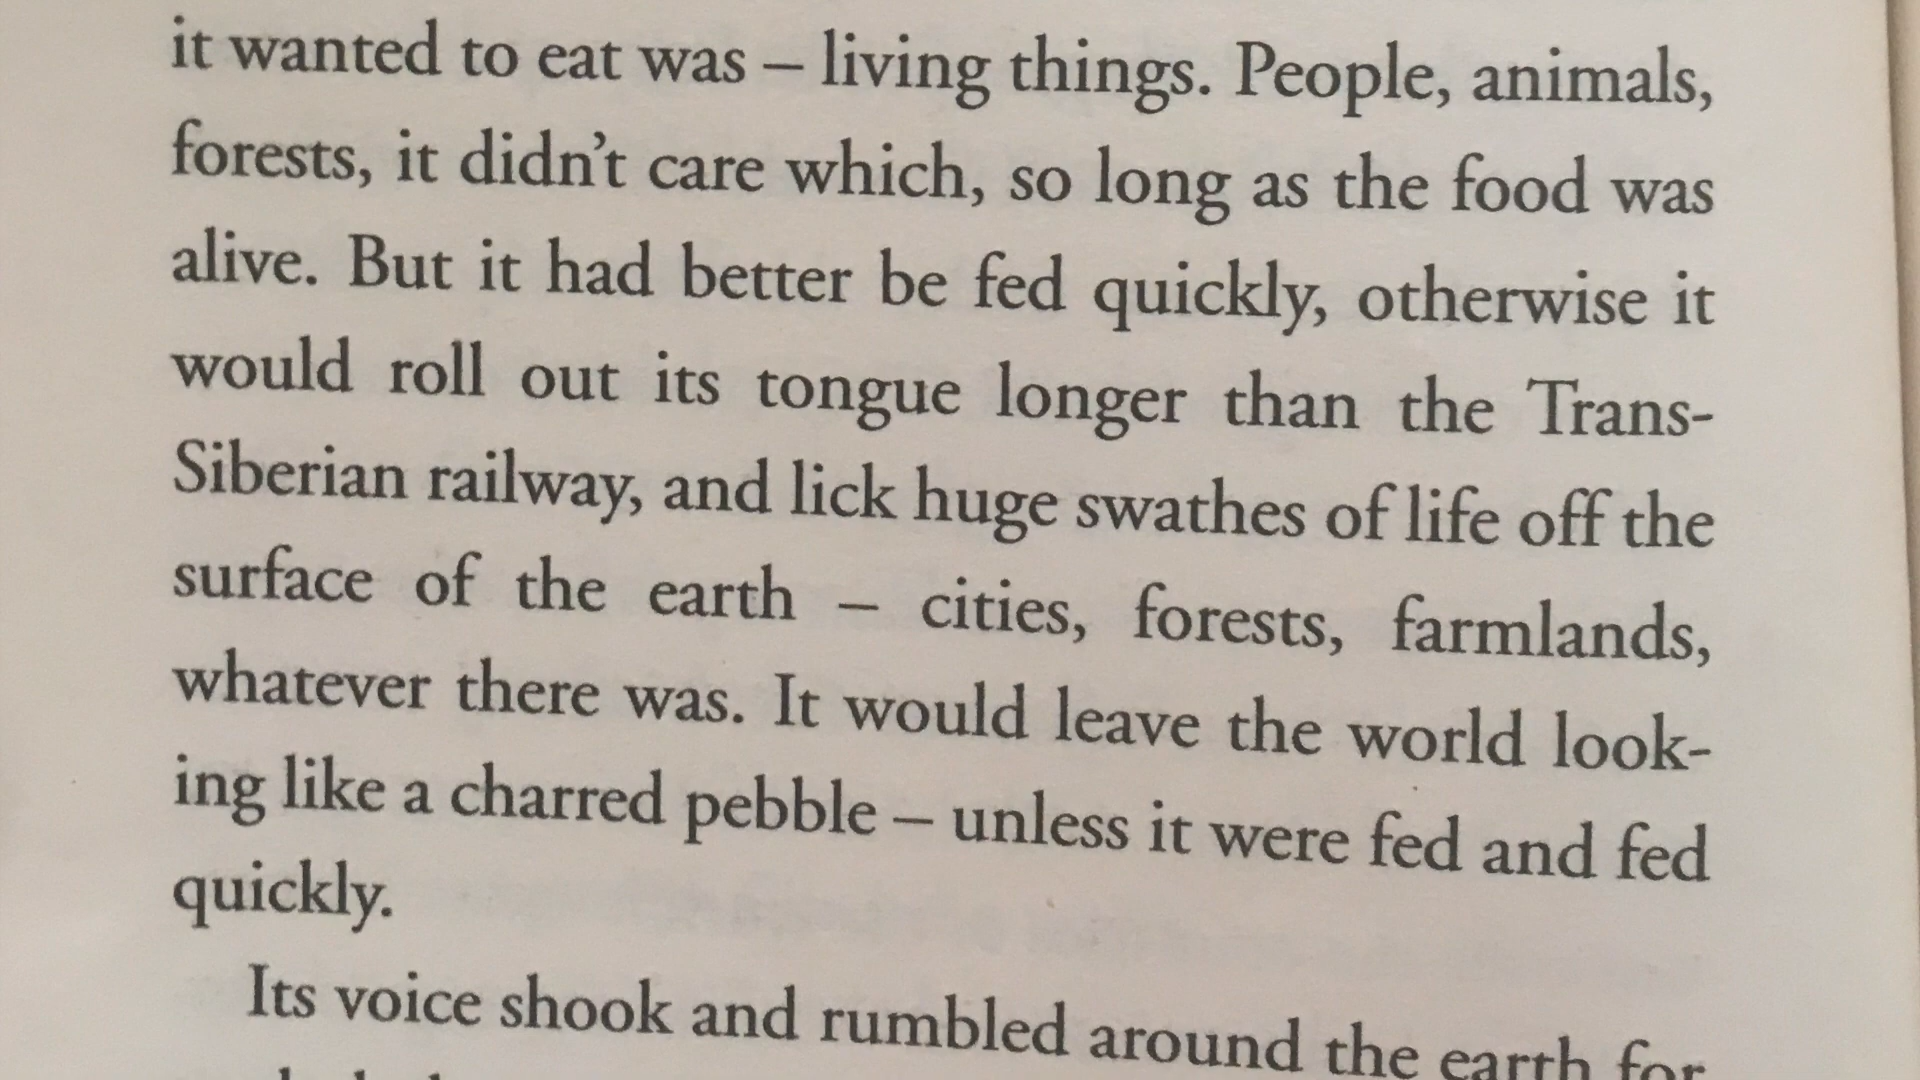 it wanted to eat was – living things. People, animals,
forests, it didn’t care which, so long as the food was
alive. But it had better be fed quickly, otherwise it
would roll out its tongue longer than the Trans-
Siberian railway, and lick huge swathes of life off the
surface of the earth – cities, forests, farmlands,
whatever there was. It would leave the world look-
ing like a charred pebble – unless it were fed and fed
quickly.
Its voice shook and rumbled around the earth for